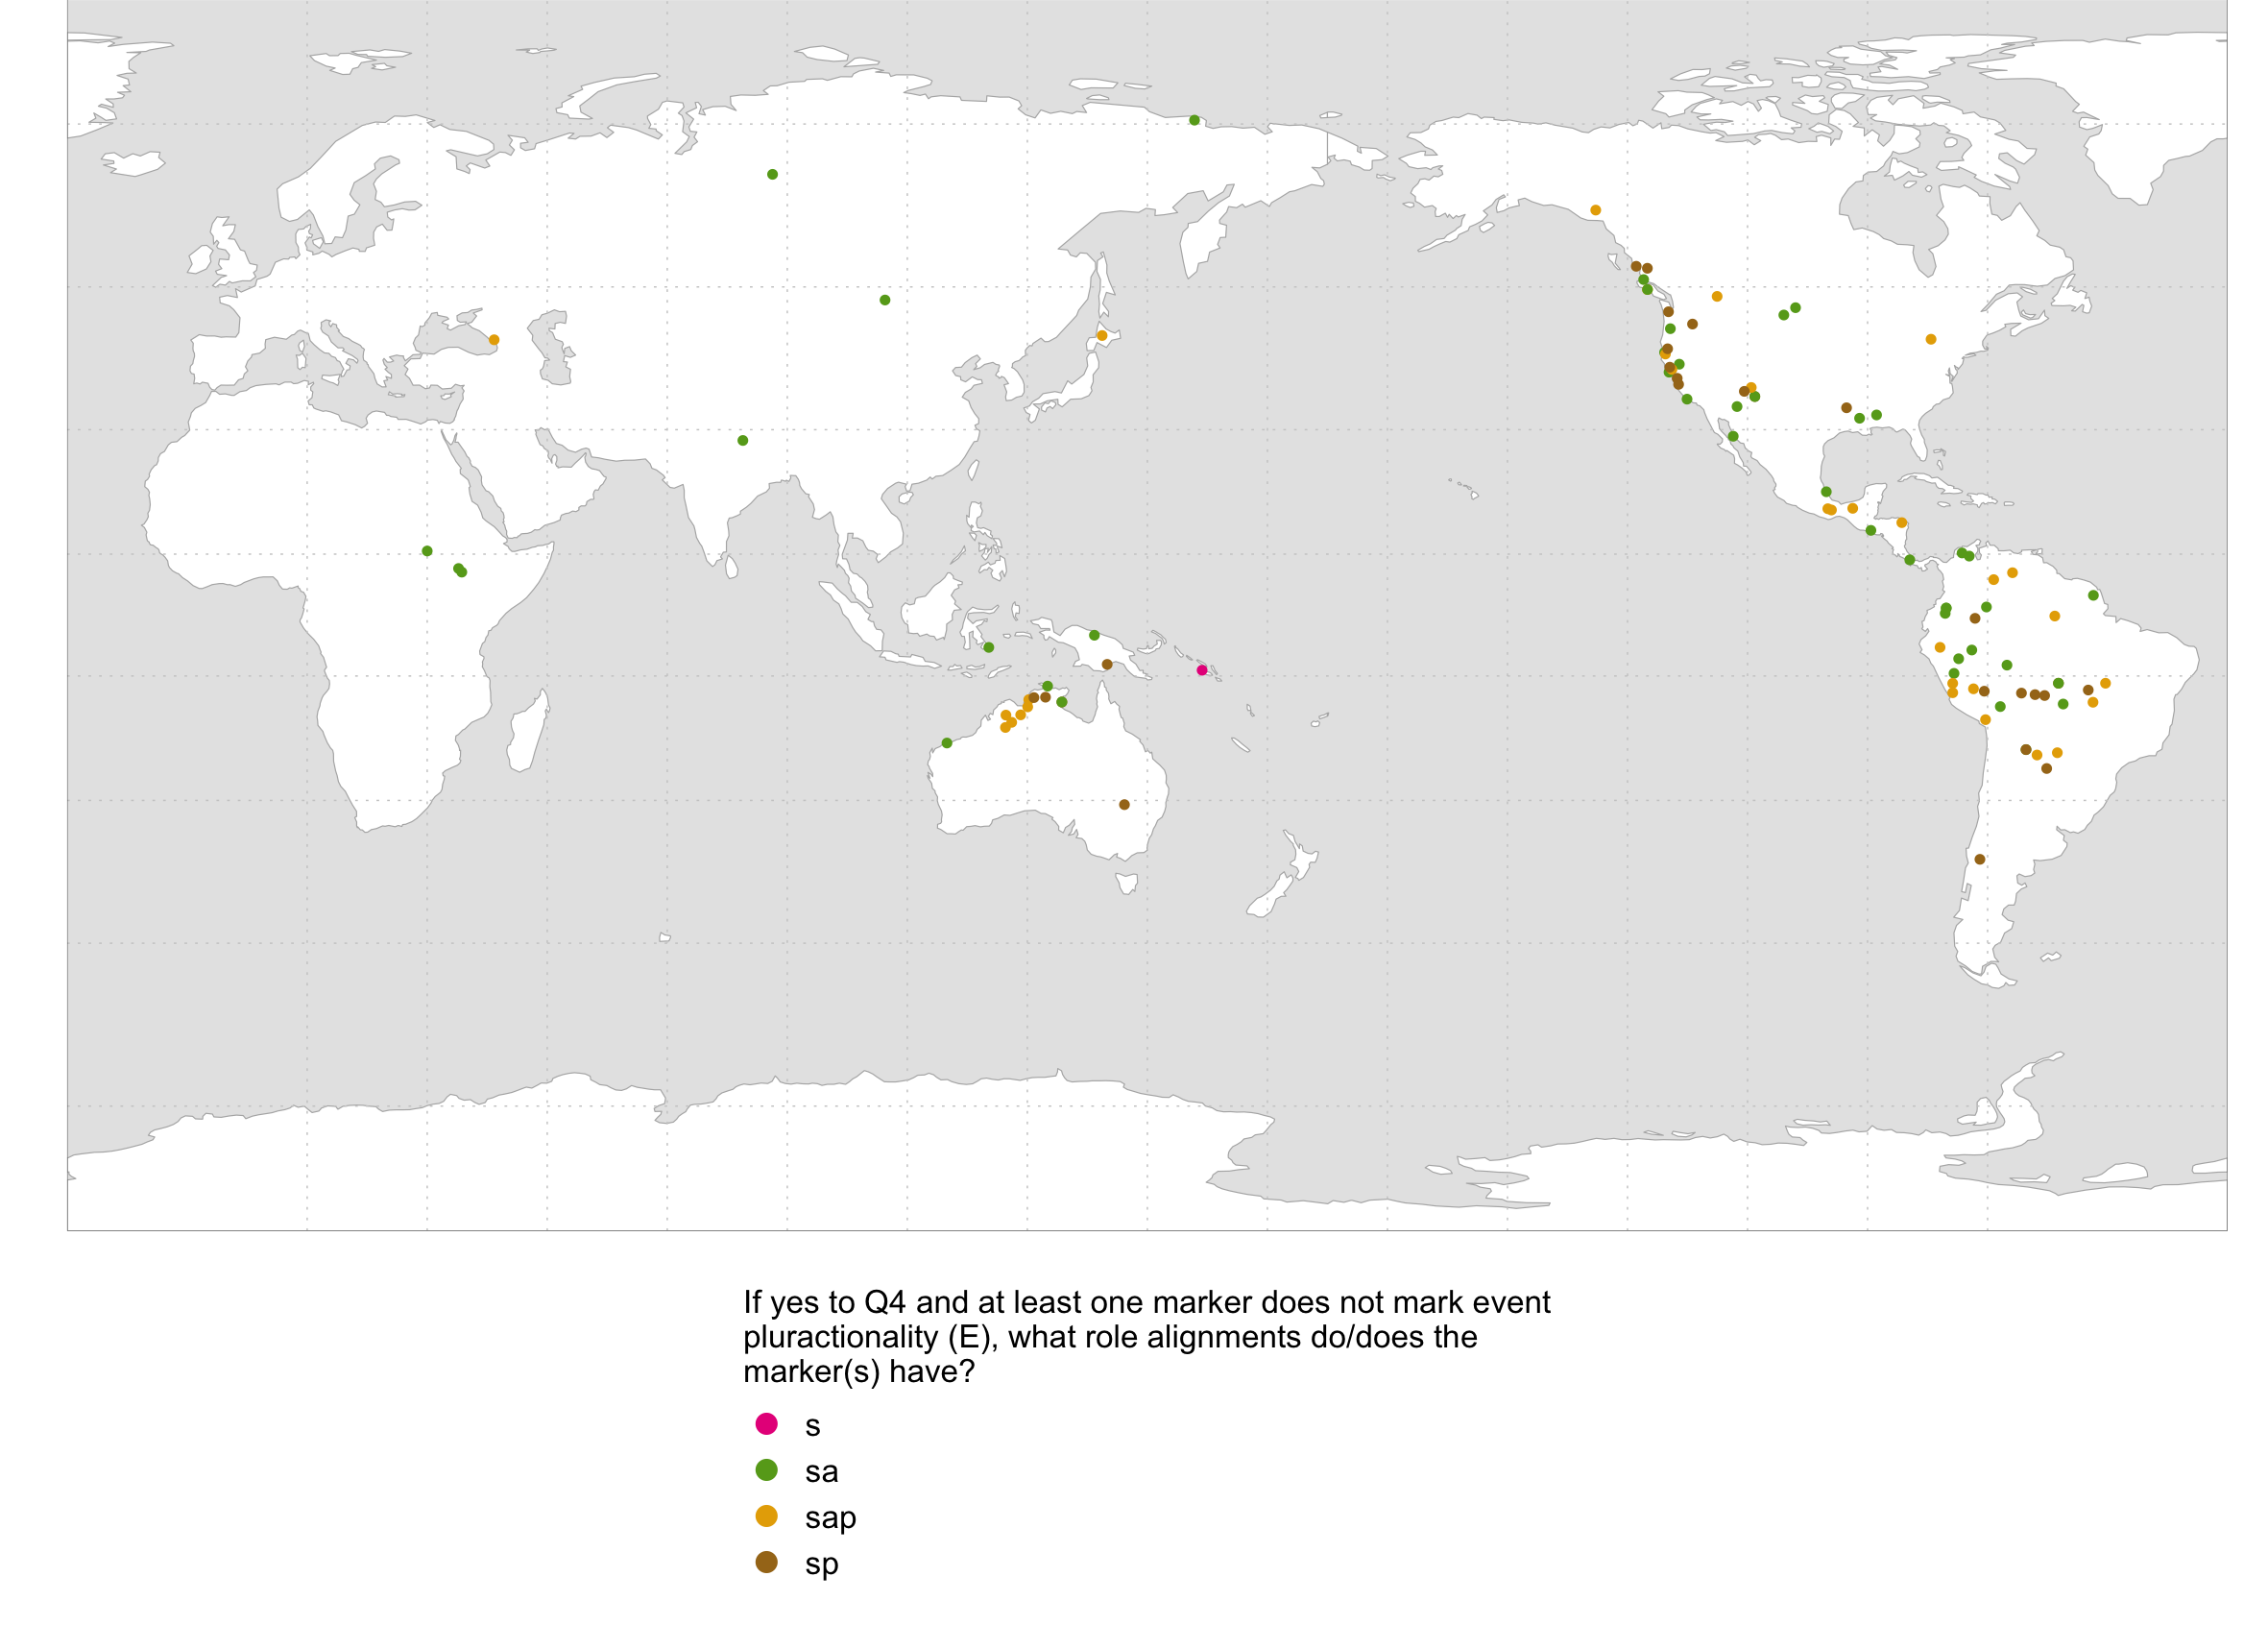 If yes to Q4 and at least one marker does not mark event
pluractionality (E), what role alignments do/does the
marker(s) have?
s
sa
sap
sp